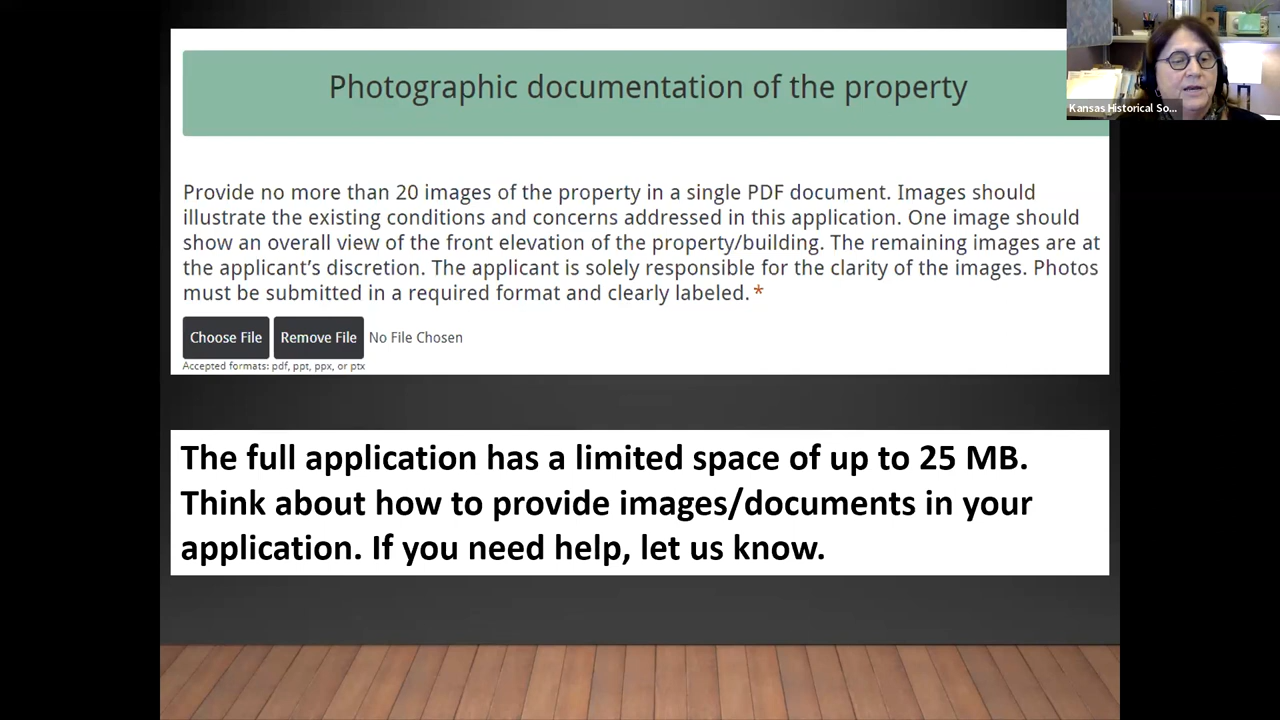 Photographic documentation of the property
Kansas Historical So...
Provide no more than 20 images of the property in a single PDF document. Images should
illustrate the existing conditions and concerns addressed in this application. One image should
show an overall view of the front elevation of the property/building. The remaining images are at
the applicant's discretion. The applicant is solely responsible for the clarity of the images. Photos
must be submitted in a required format and clearly labeled. *
Choose File Remove File No File Chosen
Accepted formats: pdf, ppt, ppx, or ptx
The full application has a limited space of up to 25 MB.
Think about how to provide images/documents in your
application. If you need help, let us know.